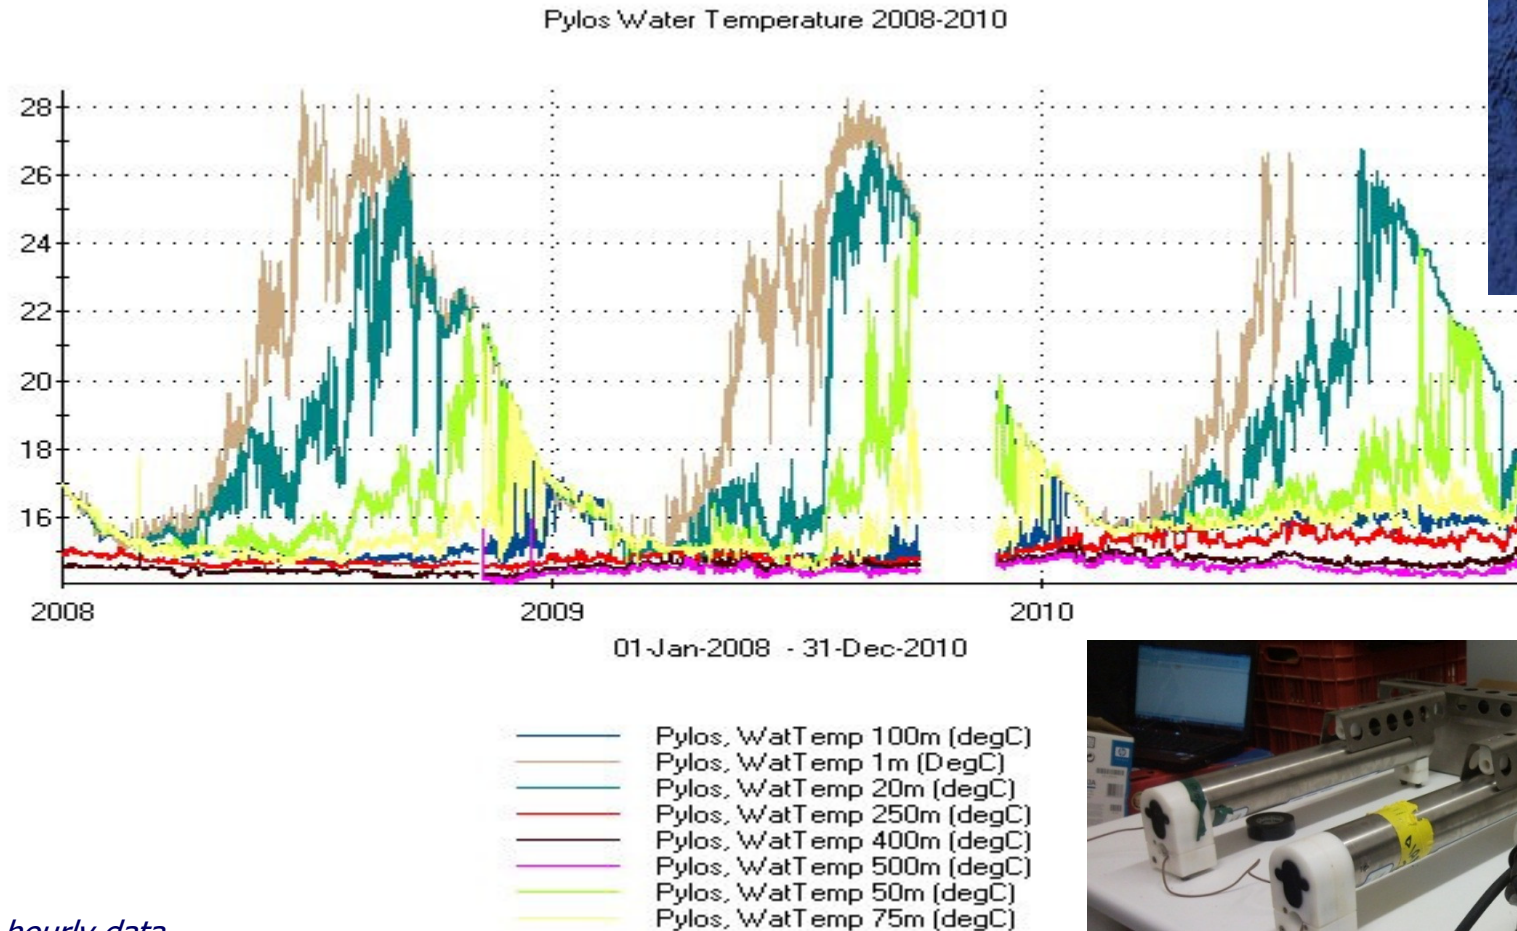 Pylos Water Temperature 2008-2010
28
26
24
22
20
18
16
2008 2009 2010
01-Jan-2008 - 31-Dec-2010
Pylos, WatTemp 100m (degC)
Pylos, WatTemp 1m (DegC)
Pylos, WatTemp 20m (degC)
Pylos, WatTemp 250m (degC)
Pylos, WatTemp 400m (degC)
Pylos, WatTemp 500m (degC)
Pylos, WatTemp 50m (degC)
Pylos, WatTemp 75m (degC)
hourly data